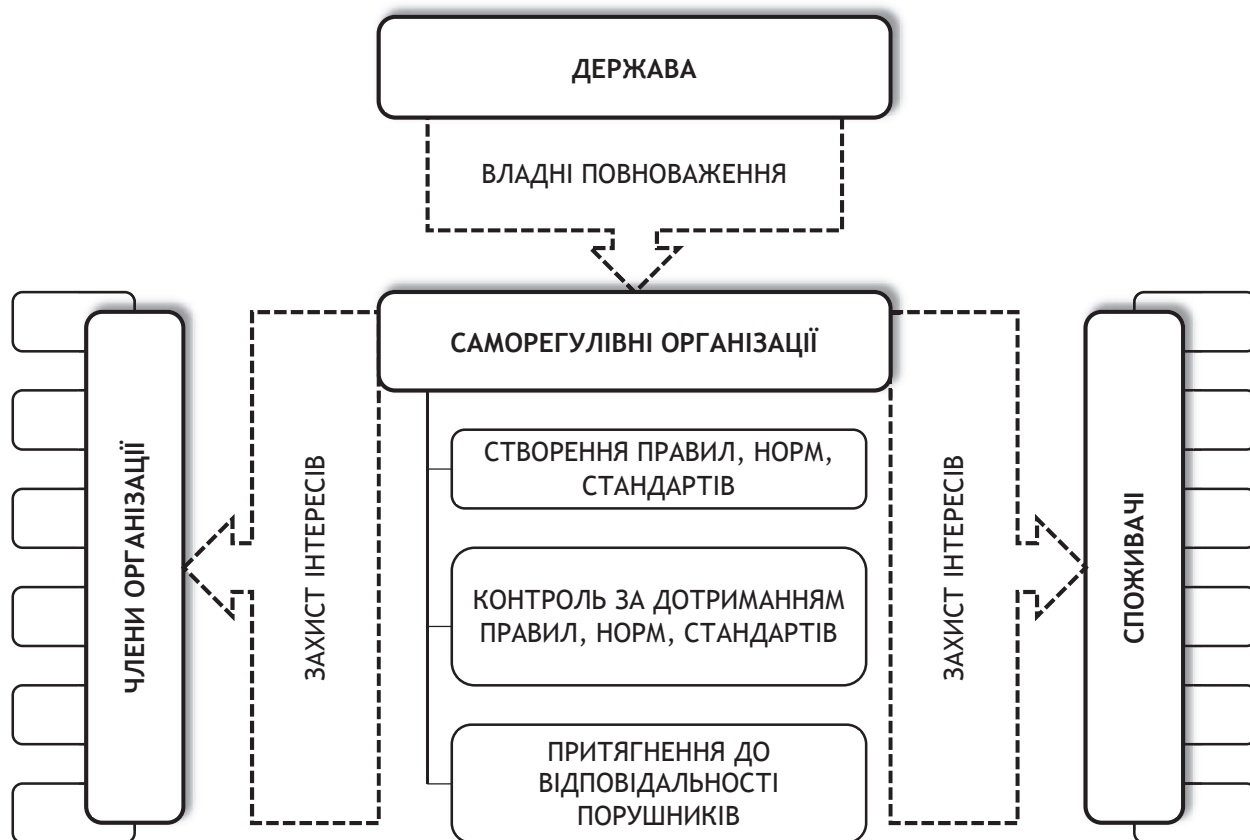 ДЕРЖАВА
ВЛАДНІ ПОВНОВАЖЕННЯ
САМОРЕГУЛІВНІ ОРГАНІЗАЦІЇ
ЧЛЕНИ ОРГАНІЗАЦІЇ
ЗАХИСТ ІНТЕРЕСІВ
СТВОРЕННЯ ПРАВИЛ, НОРМ,
СТАНДАРТІВ
КОНТРОЛЬ ЗА ДОТРИМАННЯМ
ПРАВИЛ, НОРМ, СТАНДАРТІВ
ПРИТЯГНЕННЯ ДО
ВІДПОВІДАЛЬНОСТІ
ПОРУШНИКІВ
ЗАХИСТ ІНТЕРЕСІВ
СПОЖИВАЧІ